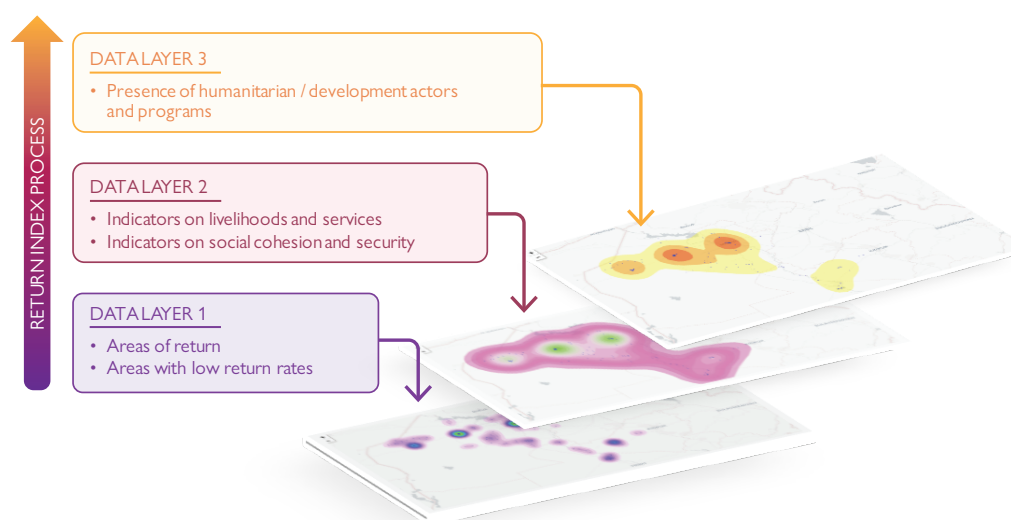 RETURN INDEX PROCESS
DATA LAYER 3
• Presence of humanitarian / development actors
and programs
DATA LAYER 2
• Indicators on livelihoods and services
• Indicators on social cohesion and security
DATA LAYER 1
• Areas of return
• Areas with low return rates